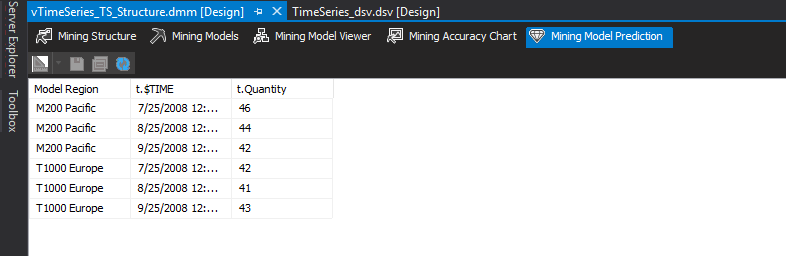 vTimeSeries_TS_Structure.dmm [Design] TimeSeries_dsv.dsv [Design]
Mining Structure Mining Models Mining Model Viewer Mining Accuracy Chart Mining Model Prediction
Server Explorer
Toolbox
Model Region t.$TIME t.Quantity
M200 Pacific 7/25/2008 12:... 46
M200 Pacific 8/25/2008 12:... 44
M200 Pacific 9/25/2008 12:... 42
T1000 Europe 7/25/2008 12:... 42
T1000 Europe 8/25/2008 12:... 41
T1000 Europe 9/25/2008 12:... 43